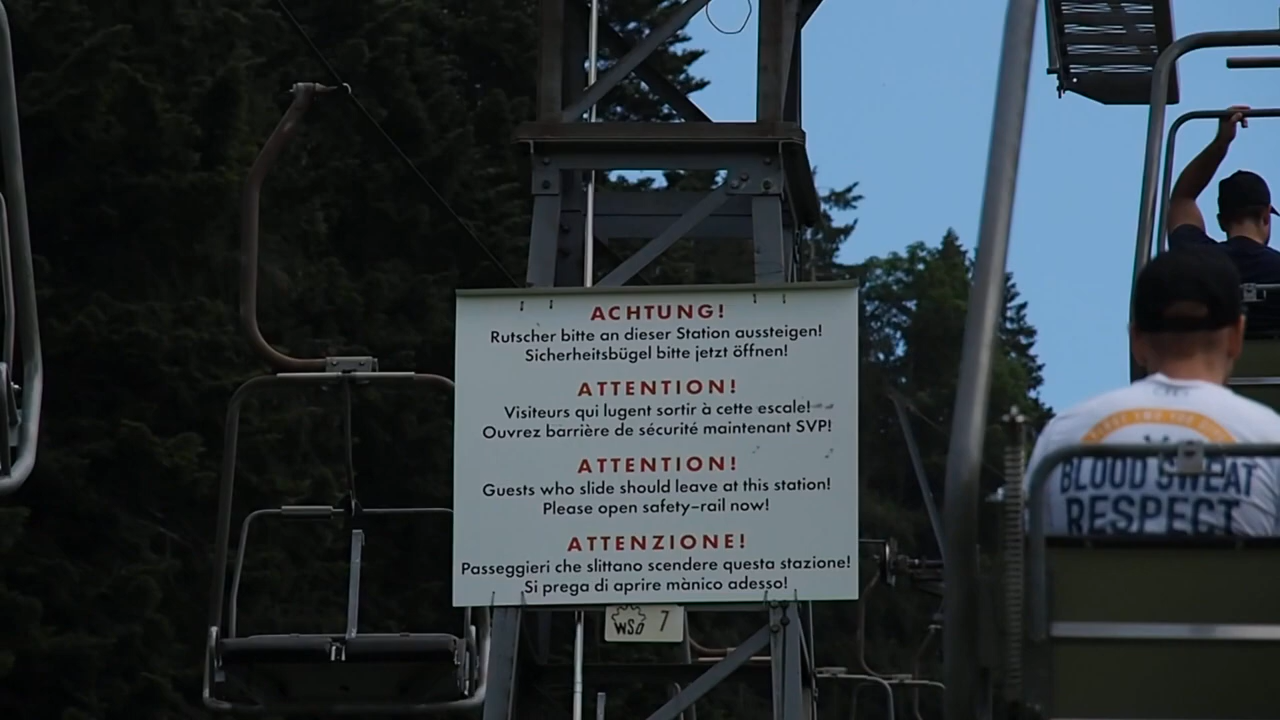 ACHTUNG!
Rutscher bitte an dieser Station aussteigen!
Sicherheitsbügel bitte jetzt öffnen!
ATTENTION!
Visiteurs qui lugent sortir à cette escale!
Ouvrez barrière de sécurité maintenant SVP!
ATTENTION!
Guests who slide should leave at this station!
Please open safety-rail now!
ATTENZIONE!
Passeggieri che slittano scendere questa stazione!
Si prega di aprire mànico adesso!
WSO 7
BLOOD SWEAT
RESPECT